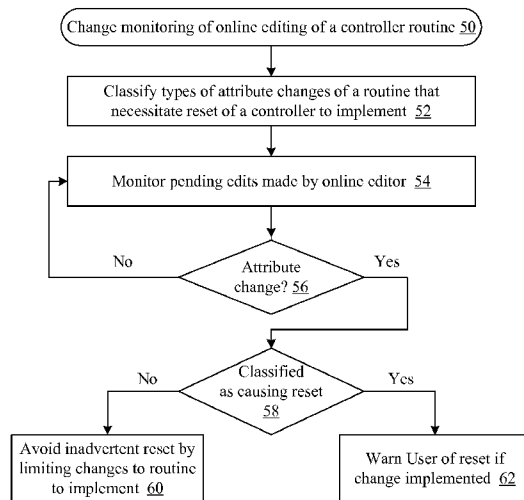 Change monitoring of online editing of a controller routine 50
Classify types of attribute changes of a routine that
necessitate reset of a controller to implement 52
Monitor pending edits made by online editor 54
No
Attribute
change? 56
Yes
No
Classified
as causing reset
58
Yes
Avoid inadvertent reset by
limiting changes to routine
to implement 60
Warn User of reset if
change implemented 62